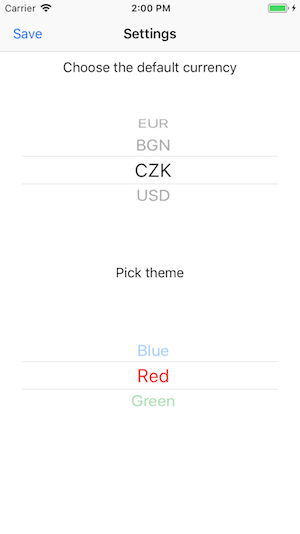 Carrier 2:00 PM
Save Settings
Choose the default currency
EUR
BGN
CZK
USD
Pick theme
Blue
Red
Green